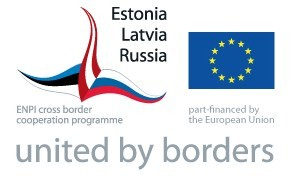 Estonia
Latvia
Russia
ENPI cross border
cooperation programme
part-financed by
the European Union
united by borders